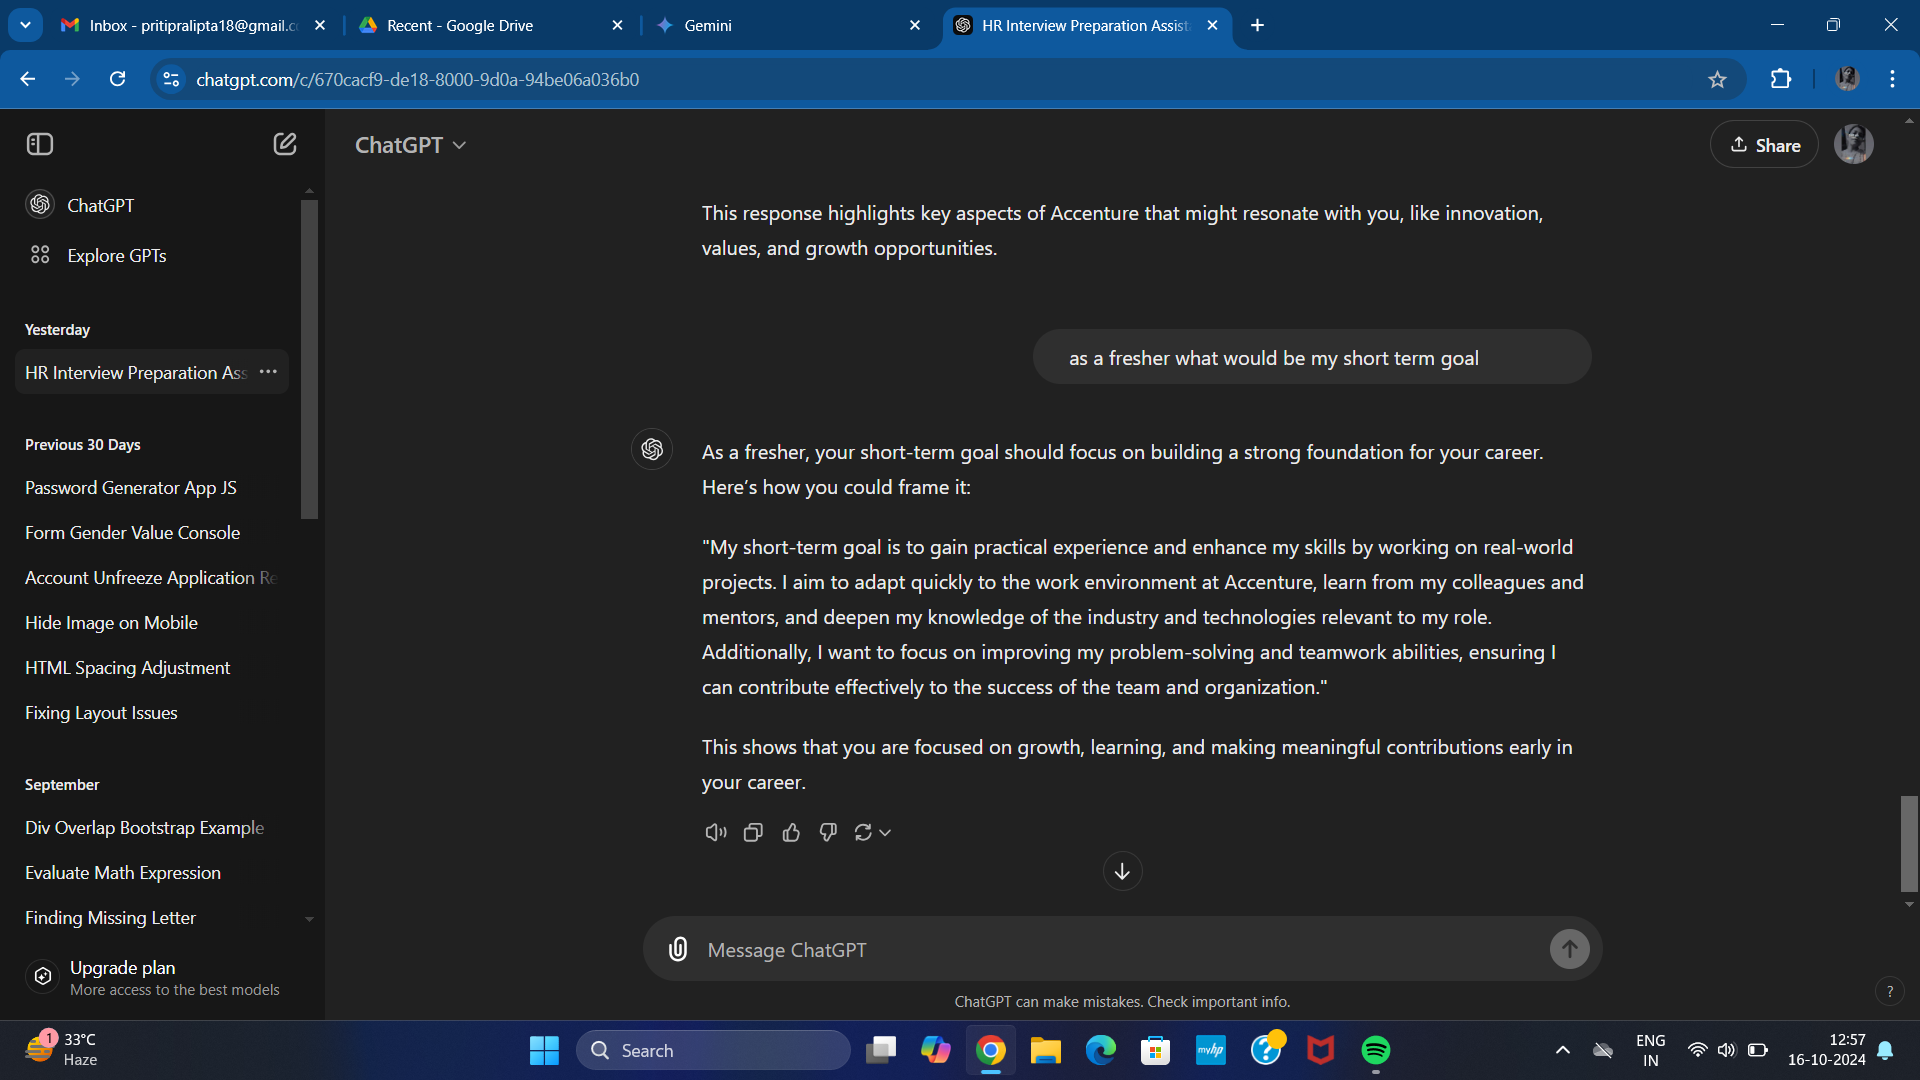 Inbox - pritipralipta18@gmail.c
Recent - Google Drive
Gemini
HR Interview Preparation Assist
chatgpt.com/c/670cacf9-de18-8000-9d0a-94be06a036b0
ChatGPT
Share
ChatGPT
Explore GPTs
Yesterday
HR Interview Preparation Ass
Previous 30 Days
Password Generator App JS
Form Gender Value Console
Account Unfreeze Application Re
Hide Image on Mobile
HTML Spacing Adjustment
Fixing Layout Issues
September
Div Overlap Bootstrap Example
Evaluate Math Expression
Finding Missing Letter
Upgrade plan
More access to the best models
This response highlights key aspects of Accenture that might resonate with you, like innovation,
values, and growth opportunities.
as a fresher what would be my short term goal
As a fresher, your short-term goal should focus on building a strong foundation for your career.
Here's how you could frame it:
"My short-term goal is to gain practical experience and enhance my skills by working on real-world
projects. I aim to adapt quickly to the work environment at Accenture, learn from my colleagues and
mentors, and deepen my knowledge of the industry and technologies relevant to my role.
Additionally, I want to focus on improving my problem-solving and teamwork abilities, ensuring I
can contribute effectively to the success of the team and organization."
This shows that you are focused on growth, learning, and making meaningful contributions early in
your career.
Message ChatGPT
ChatGPT can make mistakes. Check important info.
?
1
33°C
Haze
Search
myhp
ENG
IN
12:57
16-10-2024